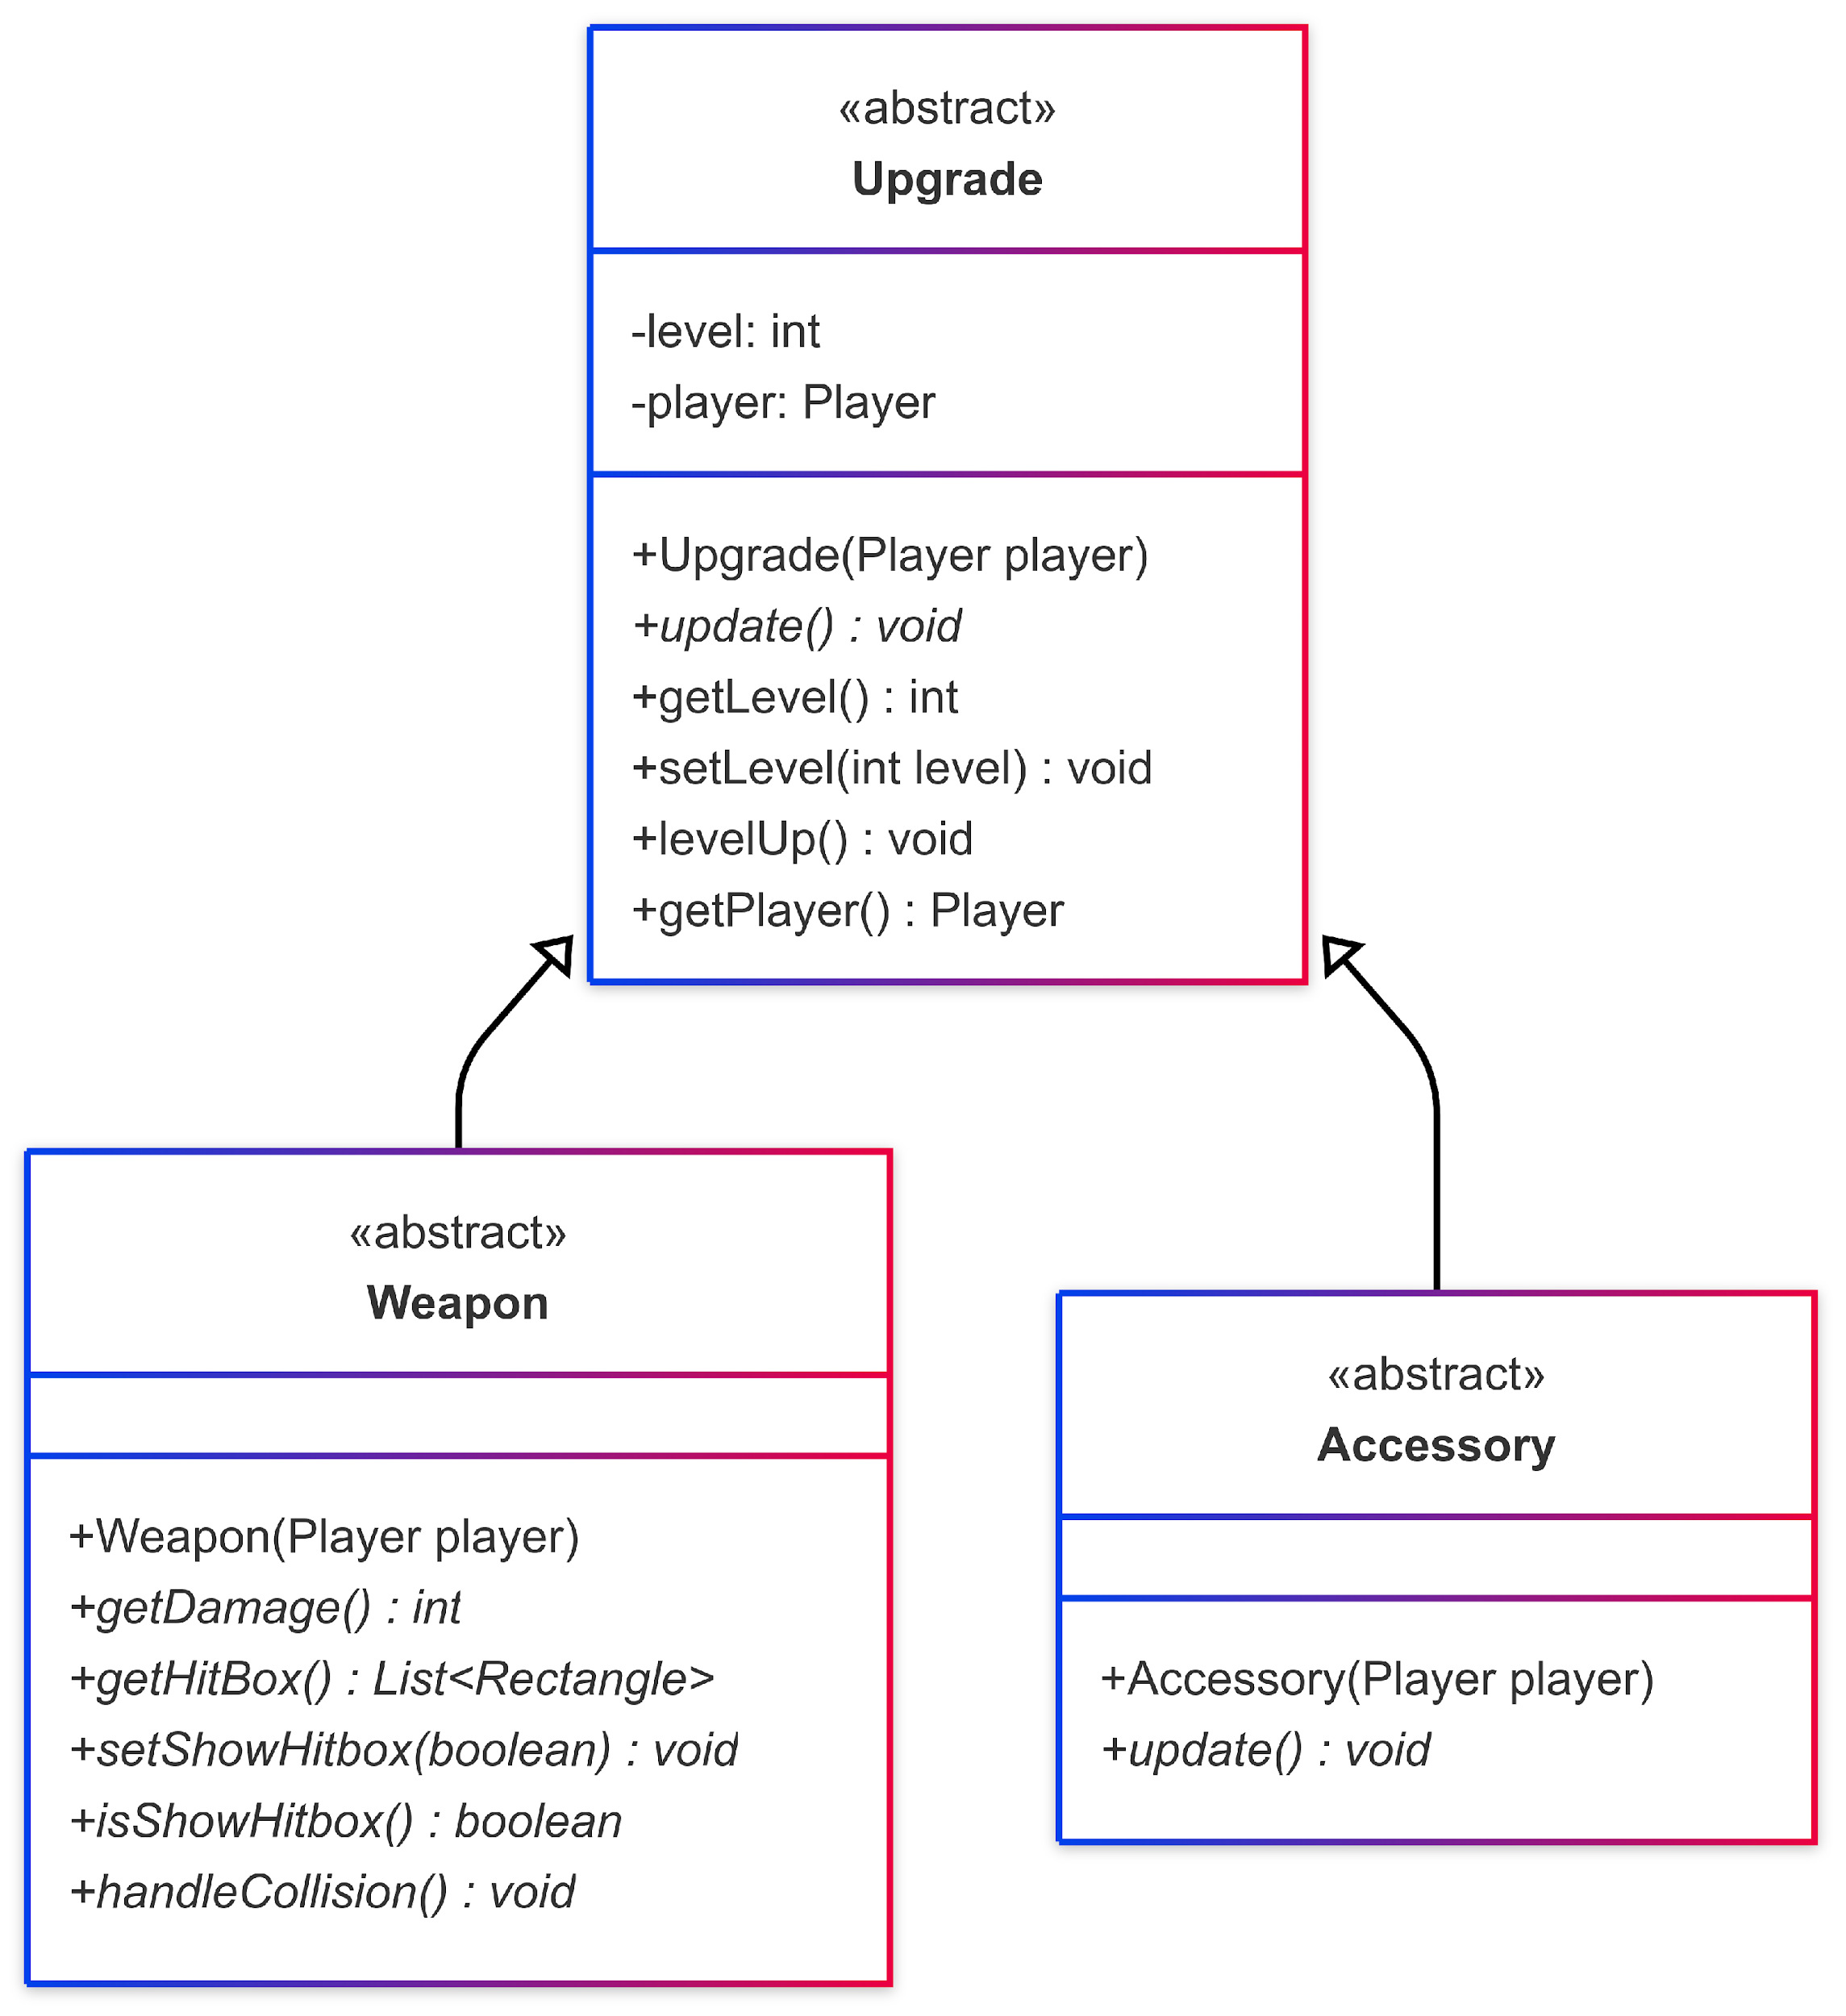 «abstract»
Upgrade
-level: int
-player: Player
+Upgrade(Player player)
+update() : void
+getLevel() : int
+setLevel(int level) : void
+levelUp() : void
+getPlayer() : Player
«abstract»
Weapon
+Weapon(Player player)
+getDamage() : int
+getHitBox() : List<Rectangle>
+setShowHitbox(boolean) : void
+isShowHitbox() : boolean
+handleCollision() : void
«abstract»
Accessory
+Accessory(Player player)
+update() : void